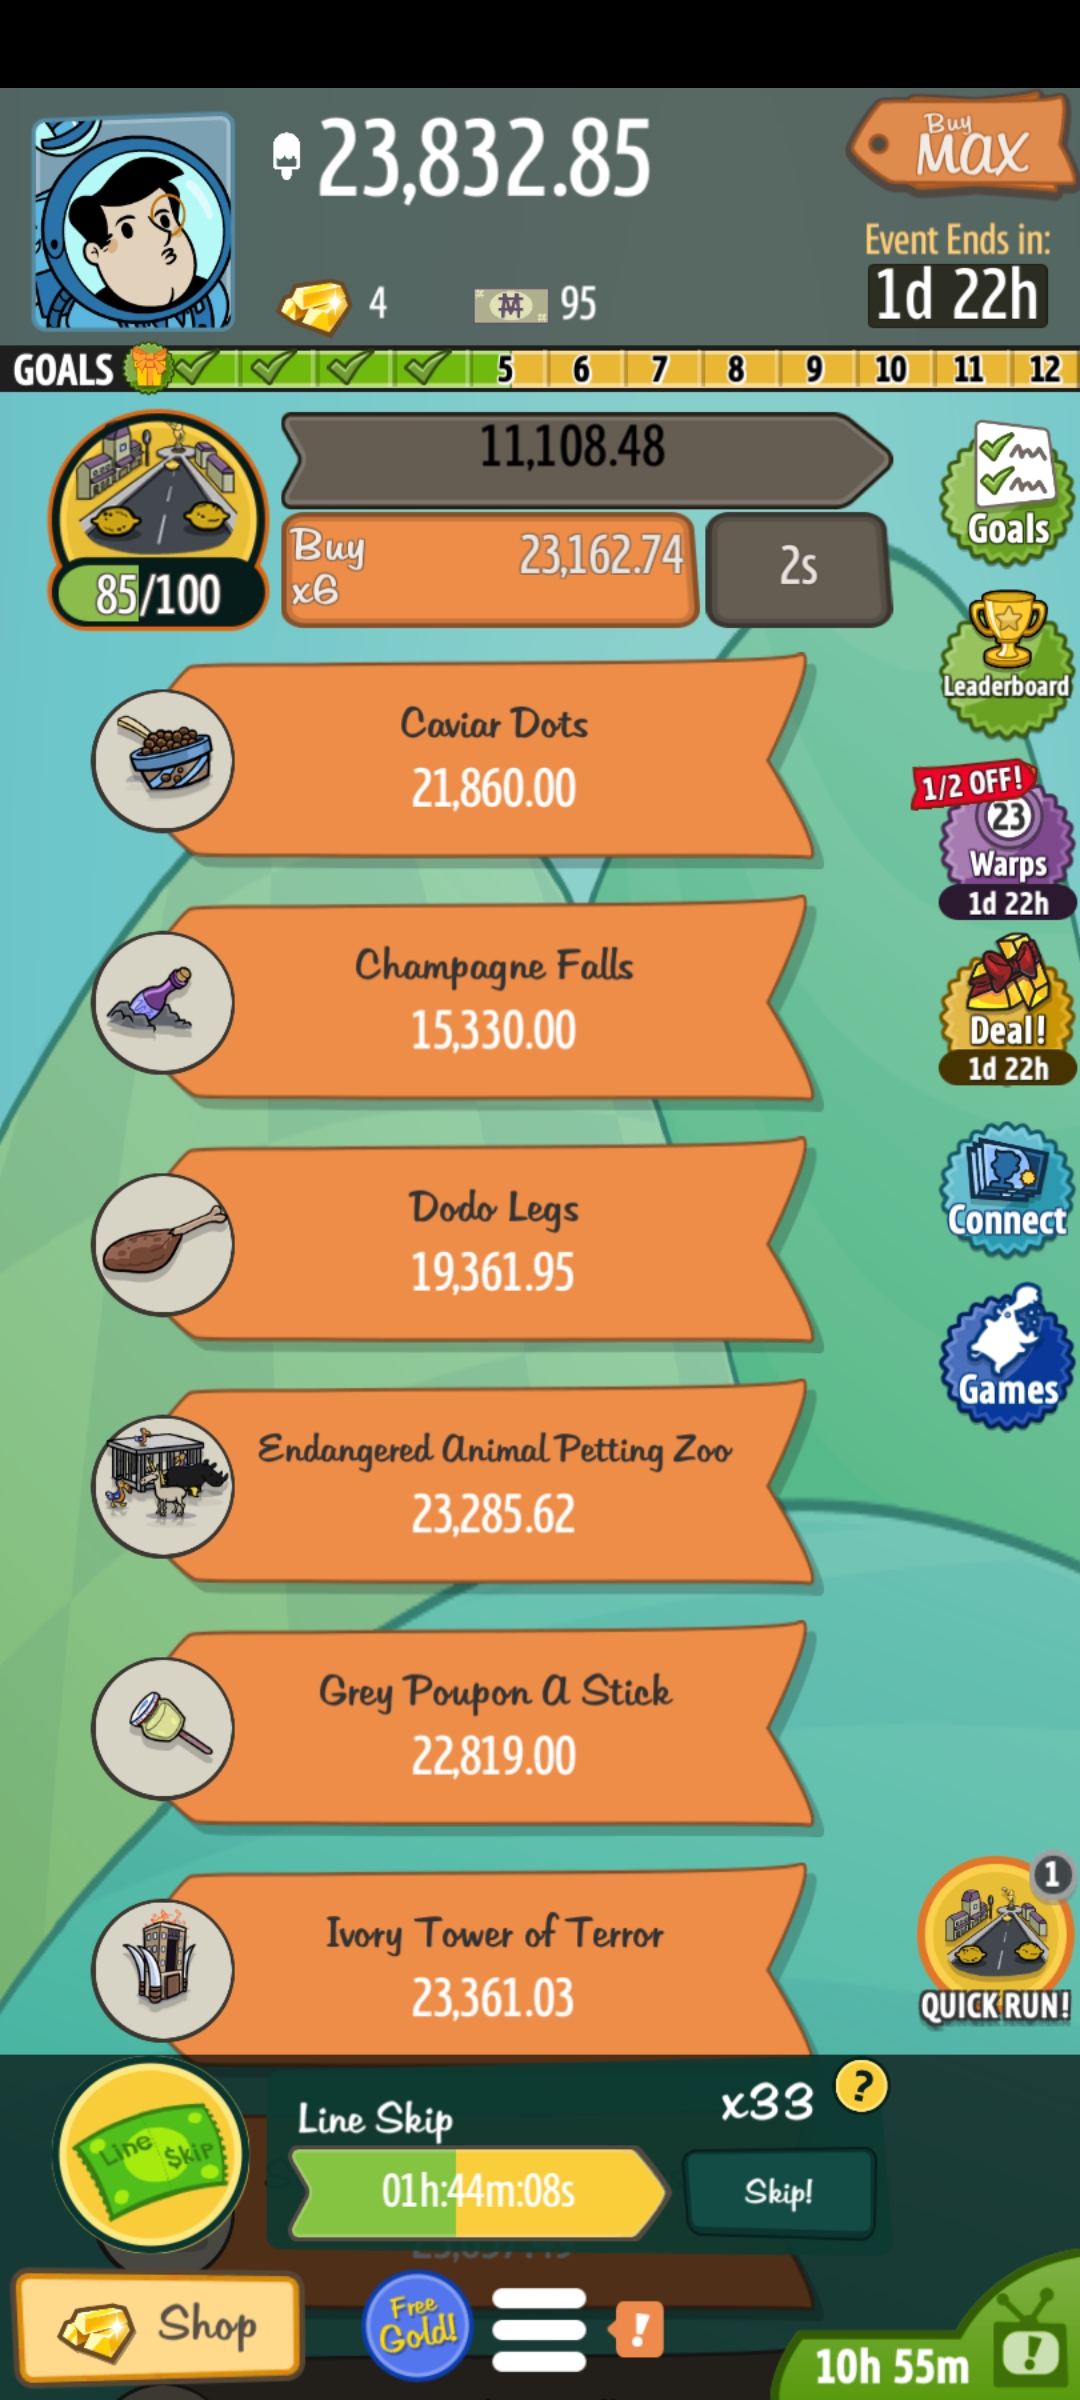 23,832.85
Buy
MAX
Event Ends in:
1d 22h
4
95
GOALS
5 6 7 8 9 10 11 12
11,108.48
85/100
Buy
x6
23,162.74
2s
Goals
Leaderboard
Caviar Dots
21,860.00
1/2 OFF!
23
Warps
1d 22h
Champagne Falls
15,330.00
Deal!
1d 22h
Dodo Legs
19,361.95
Connect
Endangered Animal Petting Zoo
23,285.62
Games
Grey Poupon A Stick
22,819.00
Ivory Tower of Terror
23,361.03
1
QUICK RUN!
Line Skip
Line Skip
x33
?
01h:44m:08s
Skip!
Shop
Free
Gold!
!
!
10h 55m